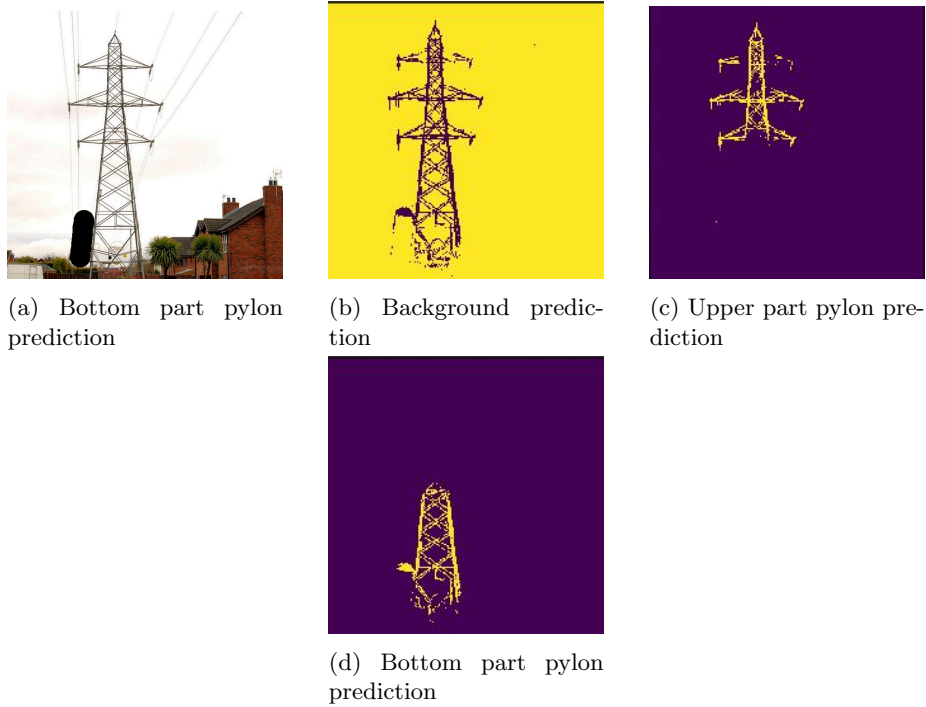 (a) Bottom part pylon
prediction
(b) Background predic-
tion
(c) Upper part pylon pre-
diction
(d) Bottom part pylon
prediction